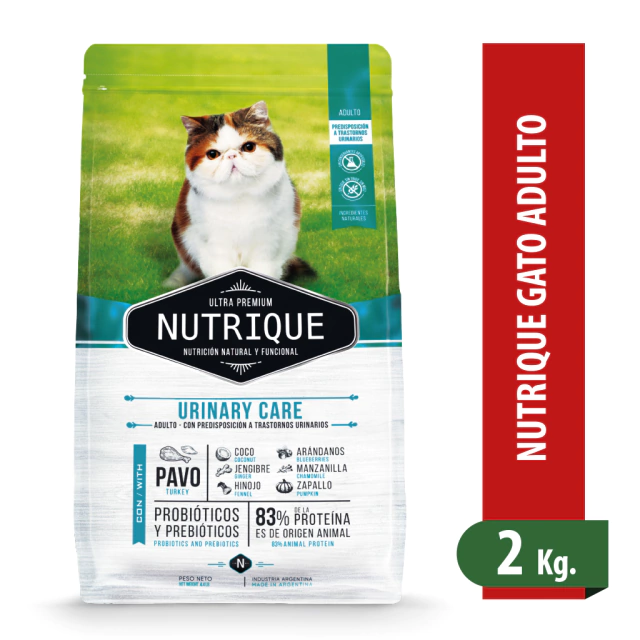 ADULTO
PREDISPOSICIÓN
A TRASTORNOS
URINARIOS
INGREDIENTES
NATURALES
ULTRA PREMIUM
NUTRIQUE
NUTRICIÓN NATURAL Y FUNCIONAL
URINARY CARE
ADULTO - CON PREDISPOSICIÓN A TRASTORNOS URINARIOS
CON / WITH
PAVO
TURKEY
COCO
COCONUT
JENGIBRE
GINGER
HINOJO
FENNEL
ARÁNDANOS
BLUEBERRIES
MANZANILLA
CHAMOMILE
ZAPALLO
PUMPKIN
PROBIÓTICOS
Y PREBIÓTICOS
PROBIOTICS AND PREBIOTICS
83% DE LA PROTEÍNA
ES DE ORIGEN ANIMAL
83% ANIMAL PROTEIN
PESO NETO
NET WEIGHT
N
INDUSTRIA ARGENTINA
MADE IN ARGENTINA
NUTRIQUE GATO ADULTO
2 Kg.